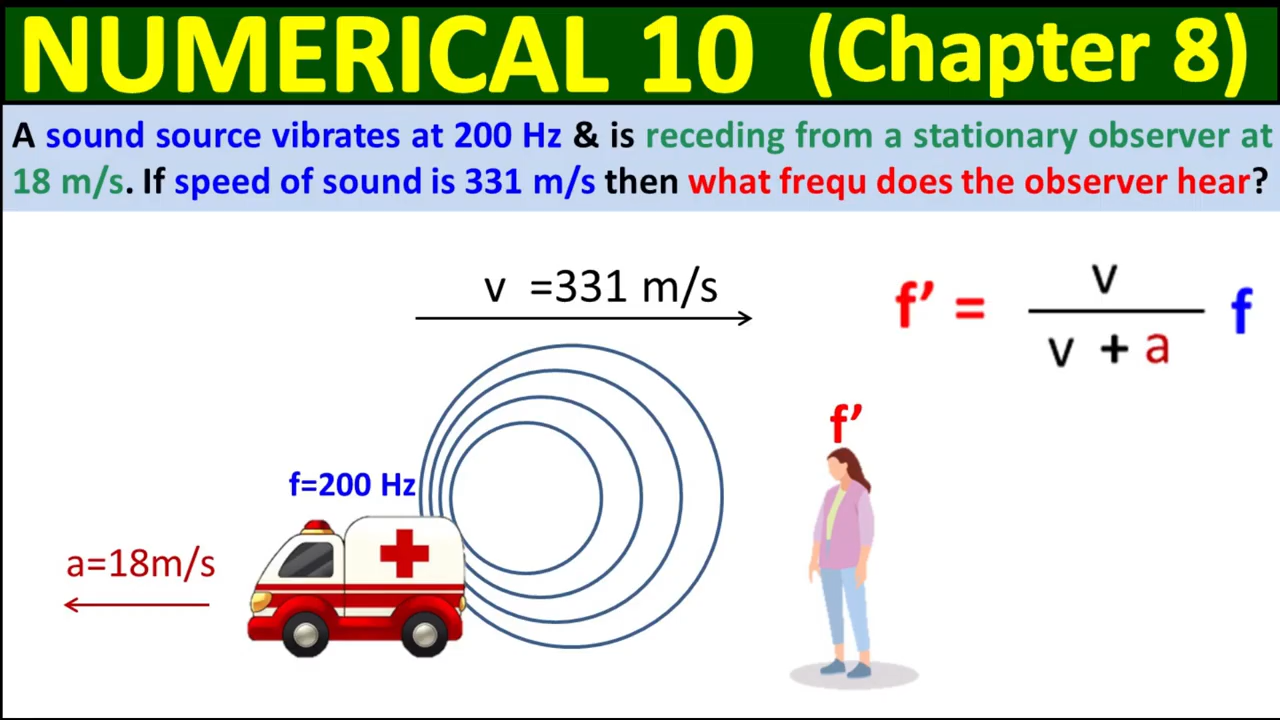 NUMERICAL 10 (Chapter 8)
A sound source vibrates at 200 Hz & is receding from a stationary observer at
18 m/s. If speed of sound is 331 m/s then what frequ does the observer hear?
v =331 m/s
f’ = v / v + a f
f’
f=200 Hz
a=18m/s